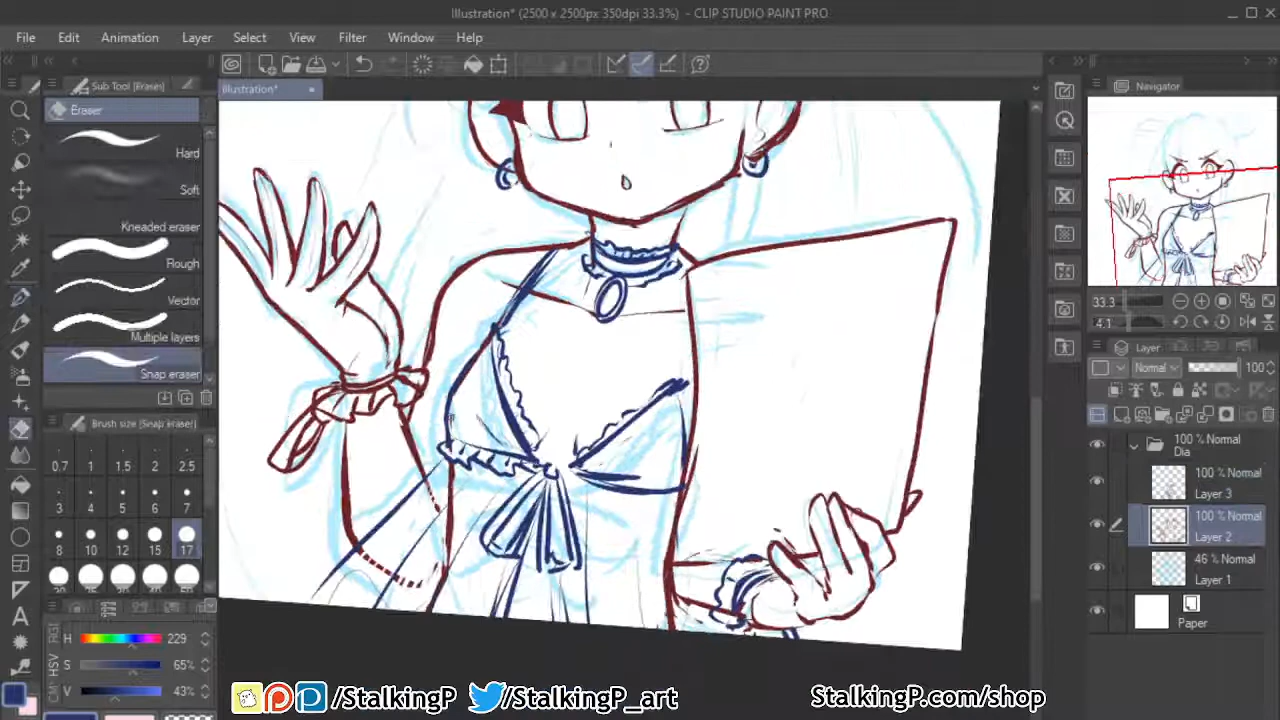 Illustration* (2500 x 2500px 350dpi 33.3%) - CLIP STUDIO PAINT PRO
File Edit Animation Layer Select View Filter Window Help
Sub Tool (Eraser)
Eraser
Hard
Soft
Kneaded eraser
Rough
Vector
Multiple layers
Snap eraser
Brush size (Snap eraser)
0.7 1 1.5 2 2.5
3 4 5 6 7
8 10 12 15 17
H 229
S 65%
V 43%
HSV
Illustration*
Navigator
33.3
-4.1
Layer
Normal 100
100 % Normal
Dia
100 % Normal
Layer 3
100 % Normal
Layer 2
46 % Normal
Layer 1
Paper
/StalkingP /StalkingP_art StalkingP.com/shop